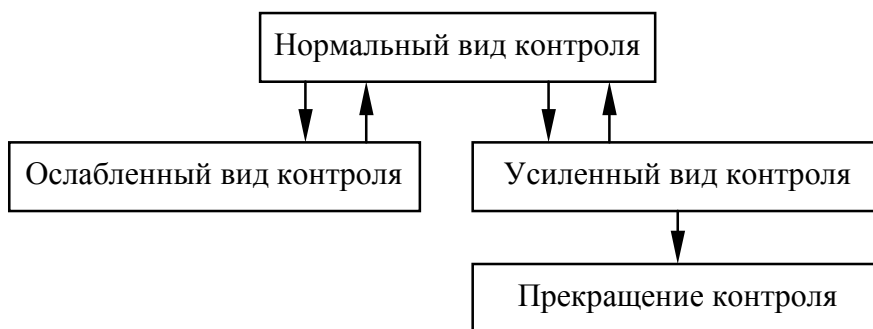 Нормальный вид контроля
Ослабленный вид контроля
Усиленный вид контроля
Прекращение контроля